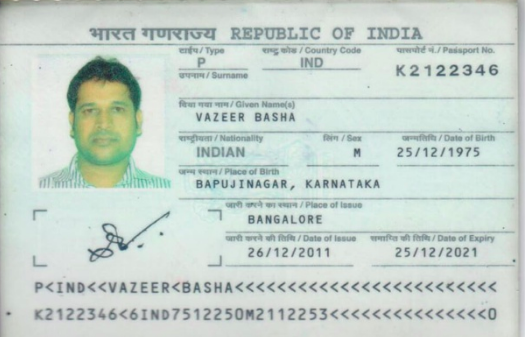 भारत गणराज्य REPUBLIC OF INDIA
टाईप / Type राष्ट्र कोड / Country Code पासपोर्ट नं. / Passport No.
P IND K2122346
उपनाम / Surname
दिया गया नाम / Given Name(s)
VAZEER BASHA
राष्ट्रीयता / Nationality लिंग / Sex जन्मतिथि / Date of Birth
INDIAN M 25/12/1975
जन्म स्थान / Place of Birth
BAPUJINAGAR, KARNATAKA
जारी करने का स्थान / Place of Issue
BANGALORE
जारी करने की तिथि / Date of Issue समाप्ति की तिथि / Date of Expiry
26/12/2011 25/12/2021
P<IND<<VAZEER<BASHA<<<<<<<<<<<<<<<<<<<<<<<<<
K2122346<6IND7512250M2112253<<<<<<<<<<<<<<<0